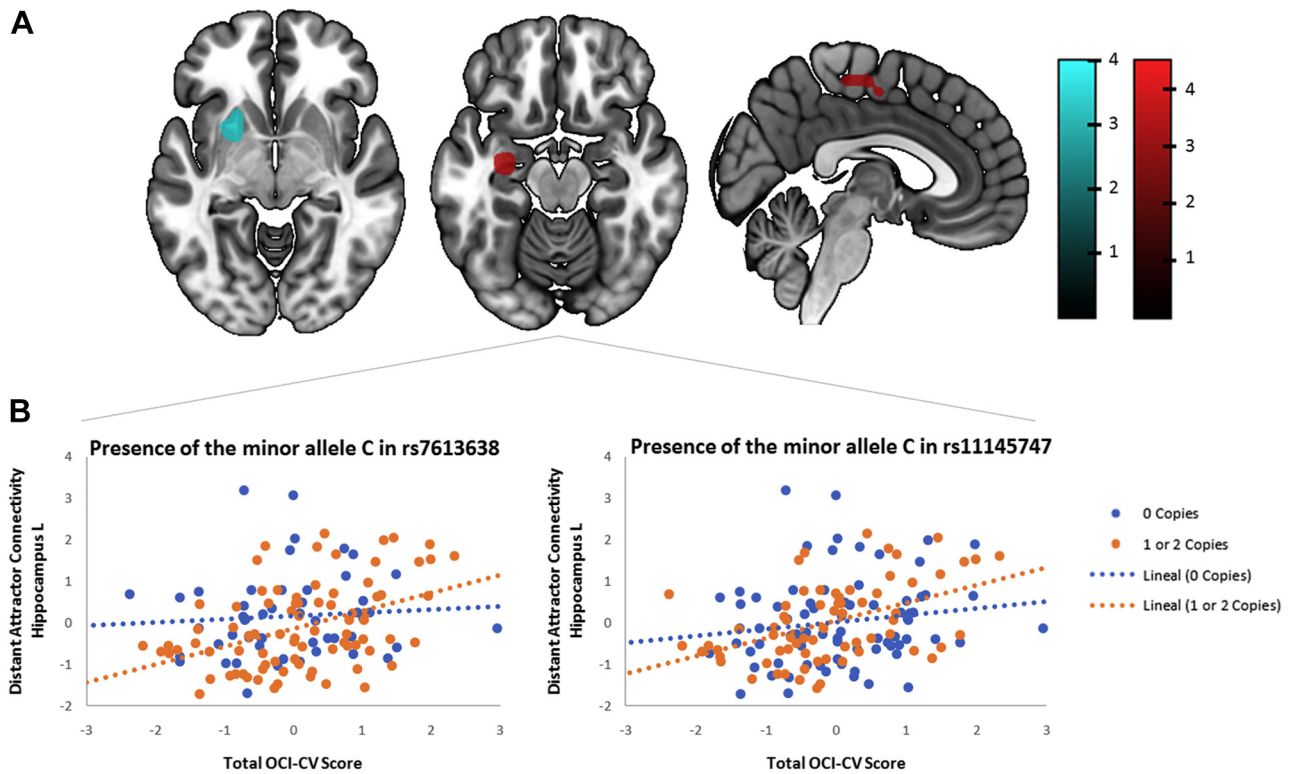 A
4
3
2
1
4
3
2
1
B
Presence of the minor allele C in rs7613638
Distant Attractor Connectivity
Hippocampus L
4
3
2
1
0
-1
-2
-3
-2
-1
0
1
2
3
Total OCI-CV Score
Presence of the minor allele C in rs11145747
Distant Attractor Connectivity
Hippocampus L
4
3
2
1
0
-1
-2
-3
-2
-1
0
1
2
3
Total OCI-CV Score
0 Copies
1 or 2 Copies
Lineal (0 Copies)
Lineal (1 or 2 Copies)